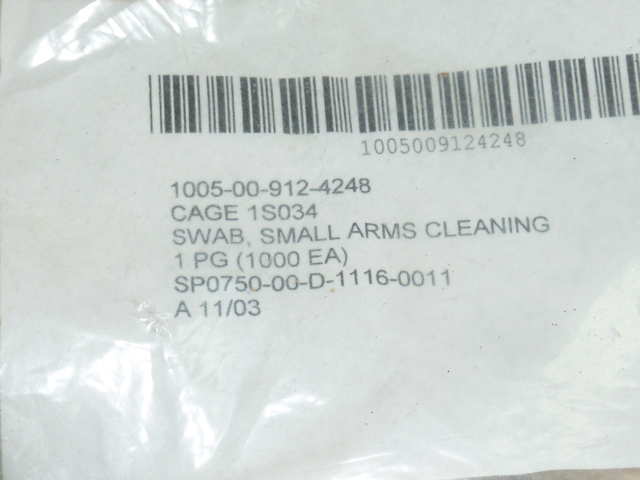 1005009124248
1005-00-912-4248
CAGE 1S034
SWAB, SMALL ARMS CLEANING
1 PG (1000 EA)
SP0750-00-D-1116-0011
A 11/03